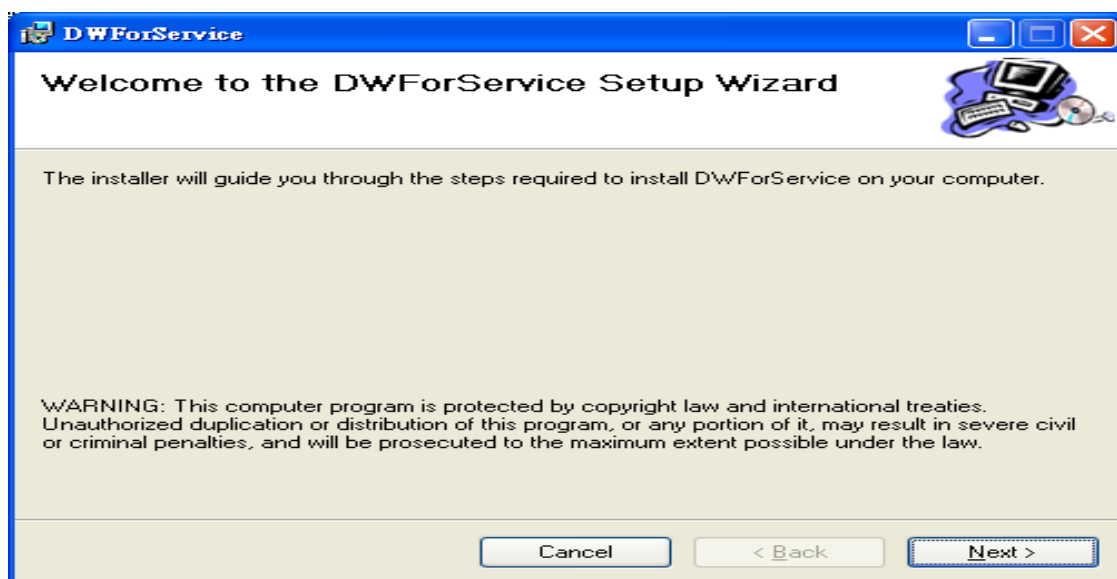 DWForService
Welcome to the DWForService Setup Wizard
The installer will guide you through the steps required to install DWForService on your computer.
WARNING: This computer program is protected by copyright law and international treaties.
Unauthorized duplication or distribution of this program, or any portion of it, may result in severe civil
or criminal penalties, and will be prosecuted to the maximum extent possible under the law.
Cancel
< Back
Next >